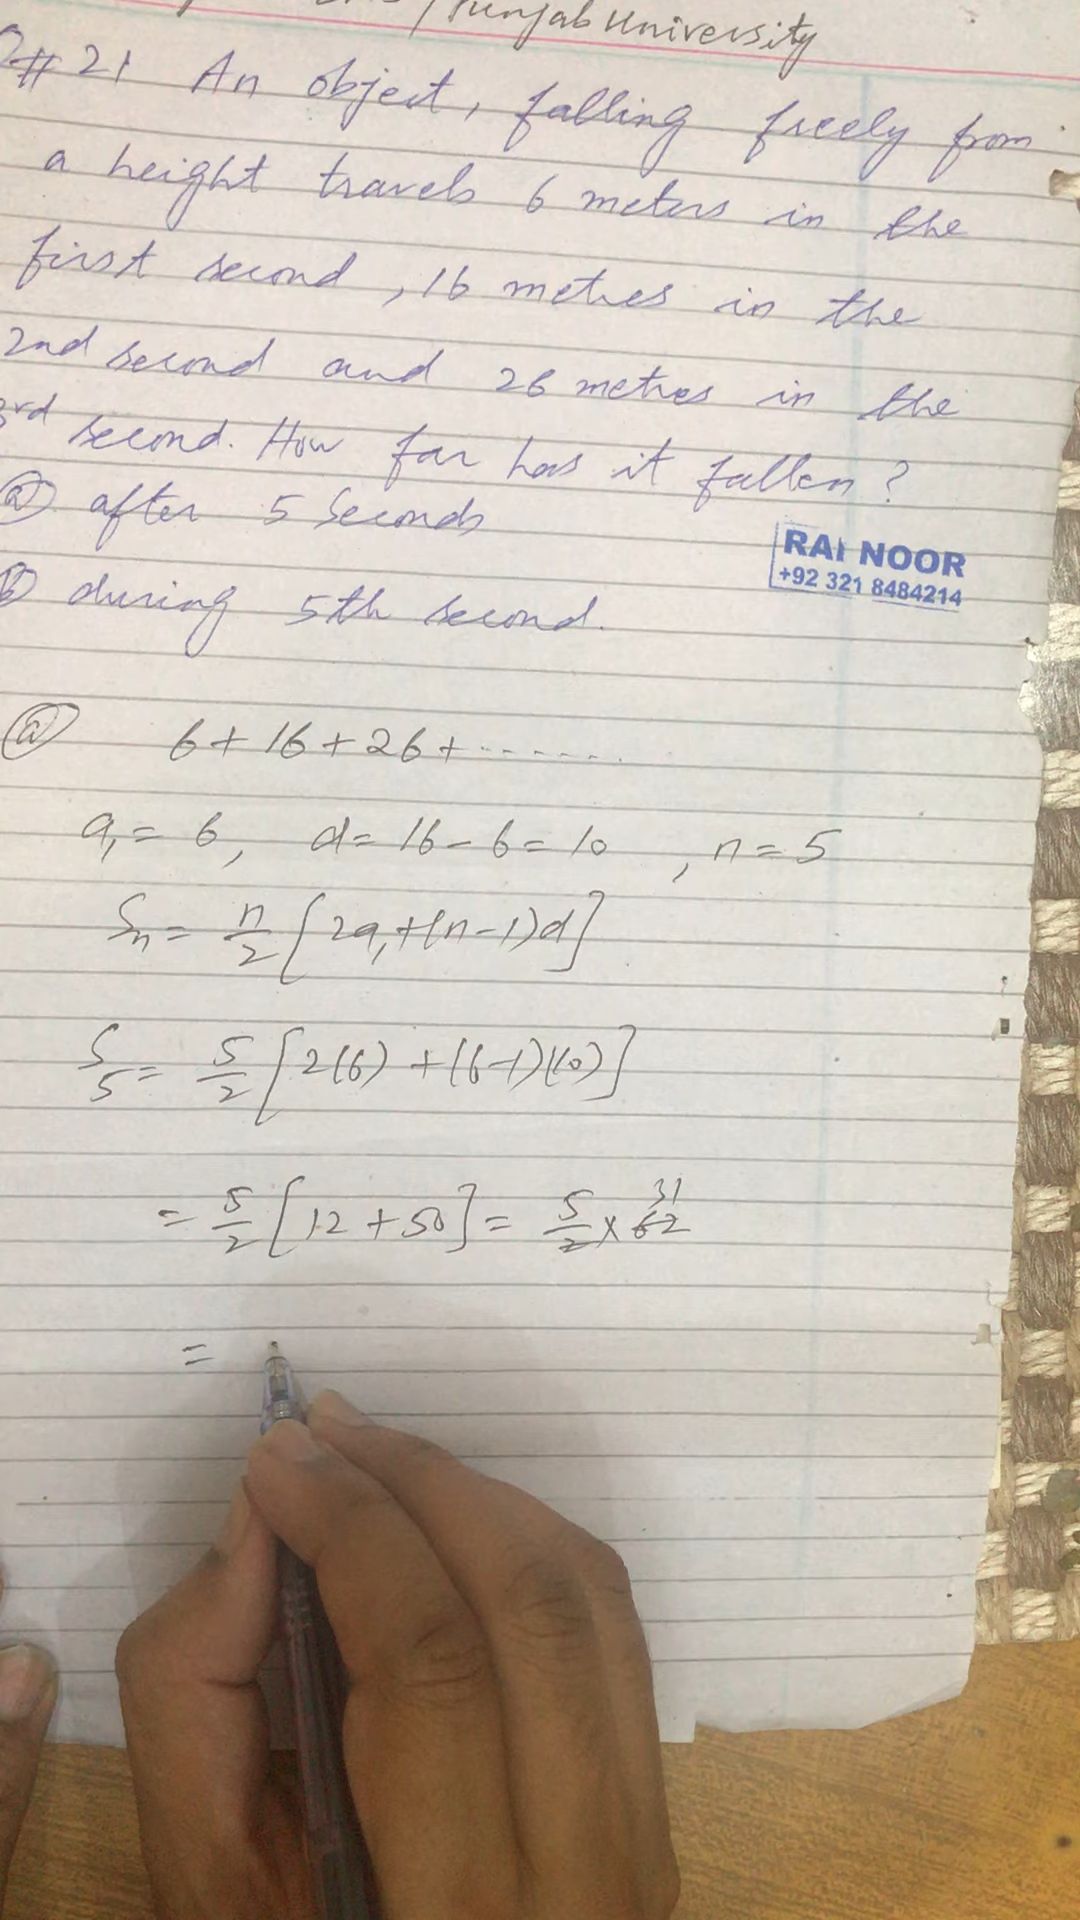 Punjab University
Q#21 An object, falling freely from
a height travels 6 meters in the
first second, 16 metres in the
2nd second and 26 metres in the
3rd second. How far has it fallen?
(a) after 5 Seconds
(b) during 5th second.
RAI NOOR
+92 321 8484214
(a) 6+16+26+.......
a₁= 6, d= 16-6=10, n=5
Sn= n/2[2a₁+(n-1)d]
S5= 5/2[2(6)+(6-1)(10)]
= 5/2[12+50]= 5/2×62 31
=